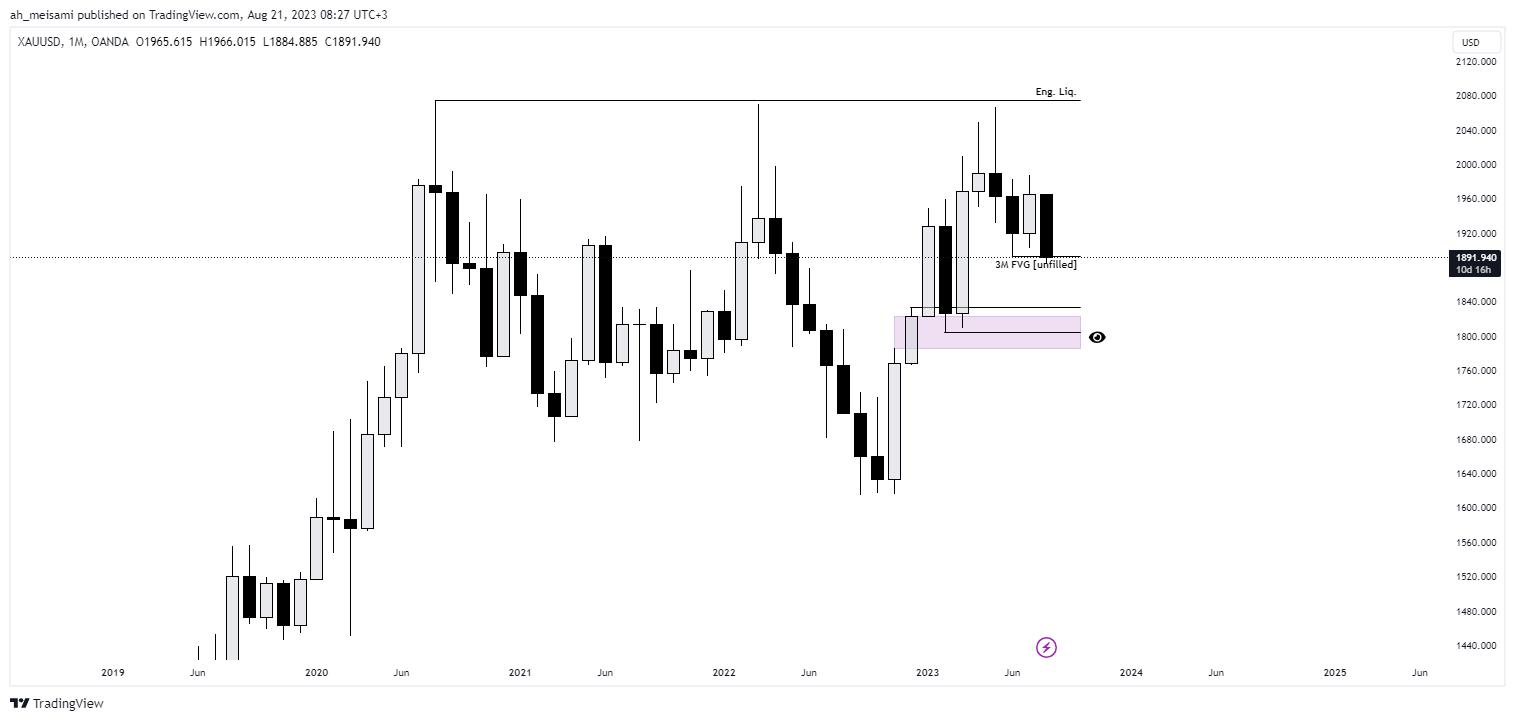 ah_meisami published on TradingView.com, Aug 21, 2023 08:27 UTC+3
XAUUSD, 1M, OANDA O1965.615 H1966.015 L1884.885 C1891.940
USD
2120.000
Eng. Liq.
2080.000
2040.000
2000.000
1960.000
1920.000
1891.940
10d 16h
3M FVG [unfilled]
1840.000
1800.000
1760.000
1720.000
1680.000
1640.000
1600.000
1560.000
1520.000
1480.000
1440.000
2019 Jun 2020 Jun 2021 Jun 2022 Jun 2023 Jun 2024 Jun 2025 Jun
TradingView